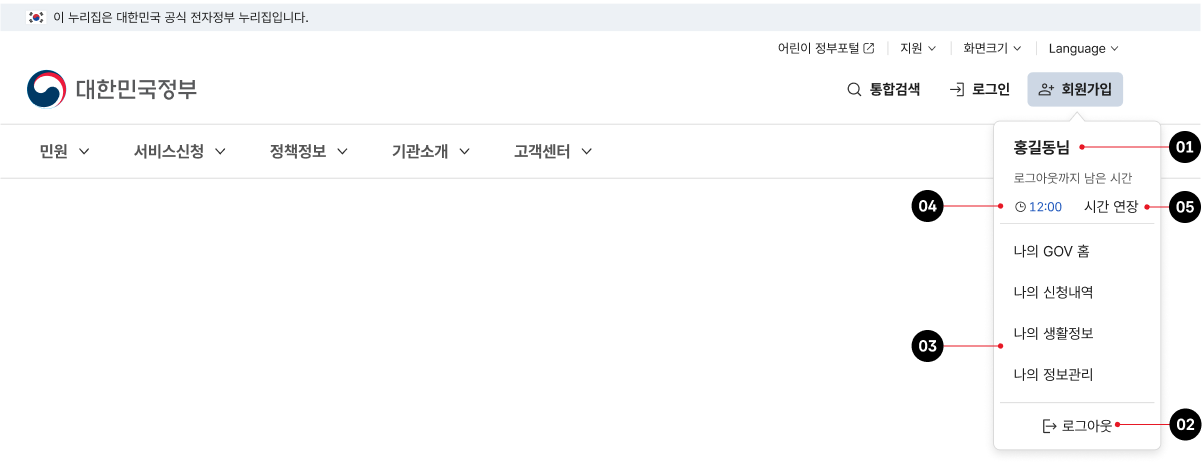 이 누리집은 대한민국 공식 전자정부 누리집입니다.
어린이 정부포털 지원 화면크기 Language
대한민국정부 통합검색 로그인 회원가입
민원 서비스신청 정책정보 기관소개 고객센터
홍길동님 01
로그아웃까지 남은 시간
04 12:00 시간 연장 05
나의 GOV 홈
나의 신청내역
나의 생활정보
03
나의 정보관리
로그아웃 02